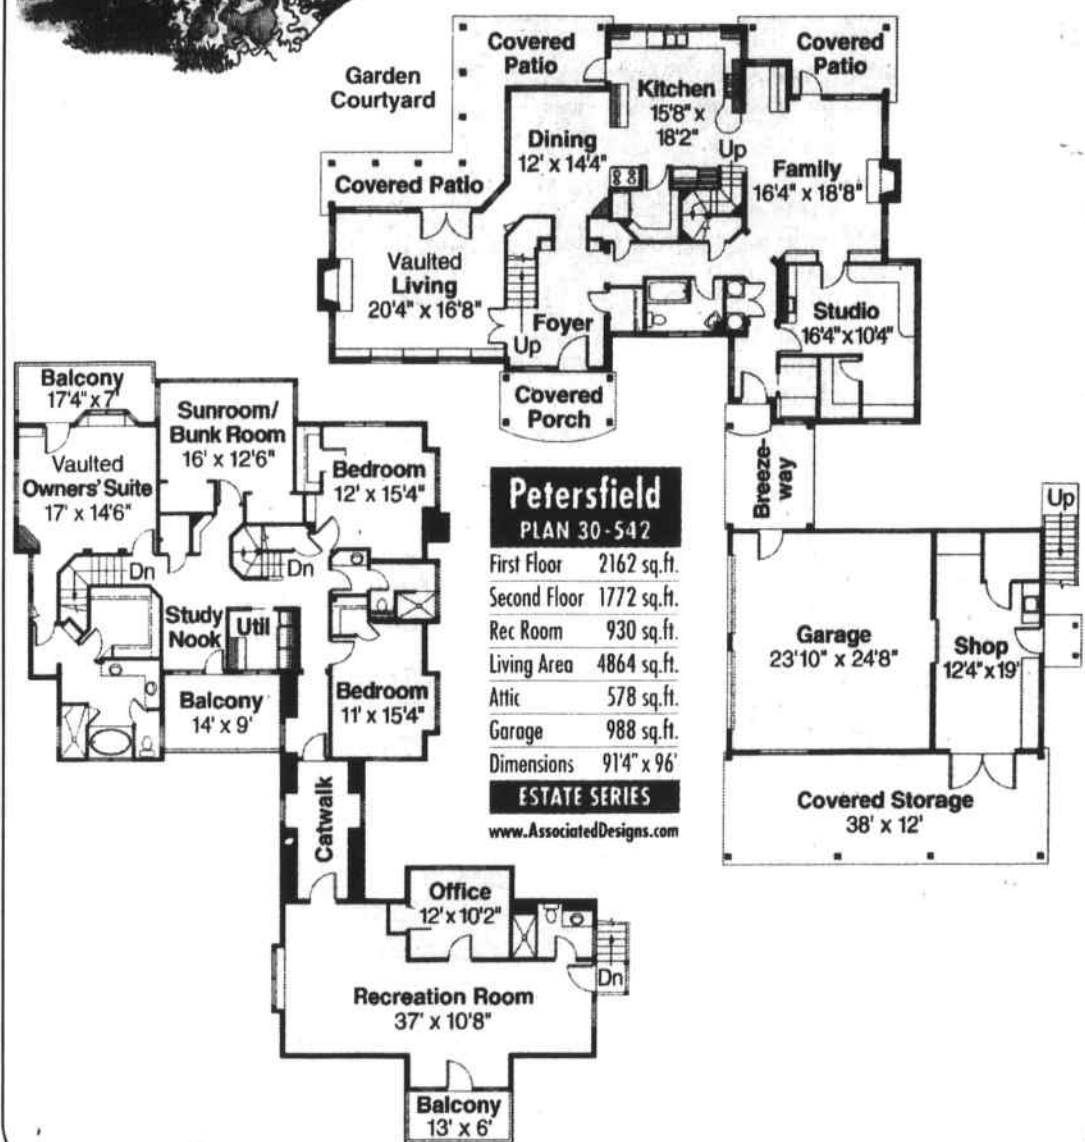 Covered
Patio
Covered
Patio
Garden
Courtyard
Kitchen
15'8" x
18'2"
Dining
12' x 14'4"
Up
Family
16'4" x 18'8"
Covered Patio
Vaulted
Living
20'4" x 16'8"
Foyer
Up
Studio
16'4" x 10'4"
Covered
Porch
Breeze-
way
Balcony
17'4" x 7'
Sunroom/
Bunk Room
16' x 12'6"
Vaulted
Owners' Suite
17' x 14'6"
Bedroom
12' x 15'4"
Dn
Dn
Study
Nook
Util
Balcony
14' x 9'
Bedroom
11' x 15'4"
Catwalk
Petersfield
PLAN 30-542
First Floor 2162 sq.ft.
Second Floor 1772 sq.ft.
Rec Room 930 sq.ft.
Living Area 4864 sq.ft.
Attic 578 sq.ft.
Garage 988 sq.ft.
Dimensions 91'4" x 96'
ESTATE SERIES
www.AssociatedDesigns.com
Up
Garage
23'10" x 24'8"
Shop
12'4" x 19'
Covered Storage
38' x 12'
Office
12' x 10'2"
Dn
Recreation Room
37' x 10'8"
Balcony
13' x 6'